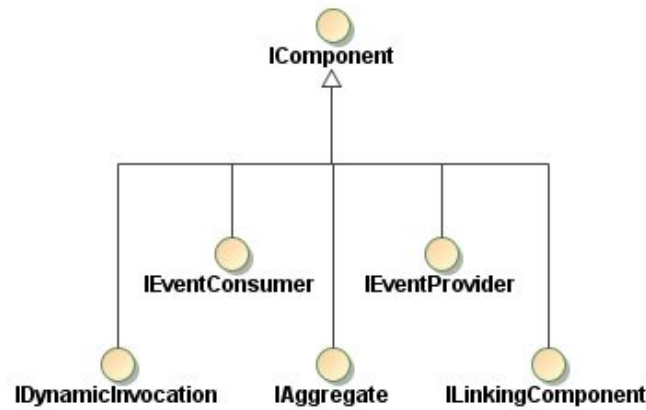 IComponent
IEventConsumer
IEventProvider
IDynamicInvocation
IAggregate
ILinkingComponent